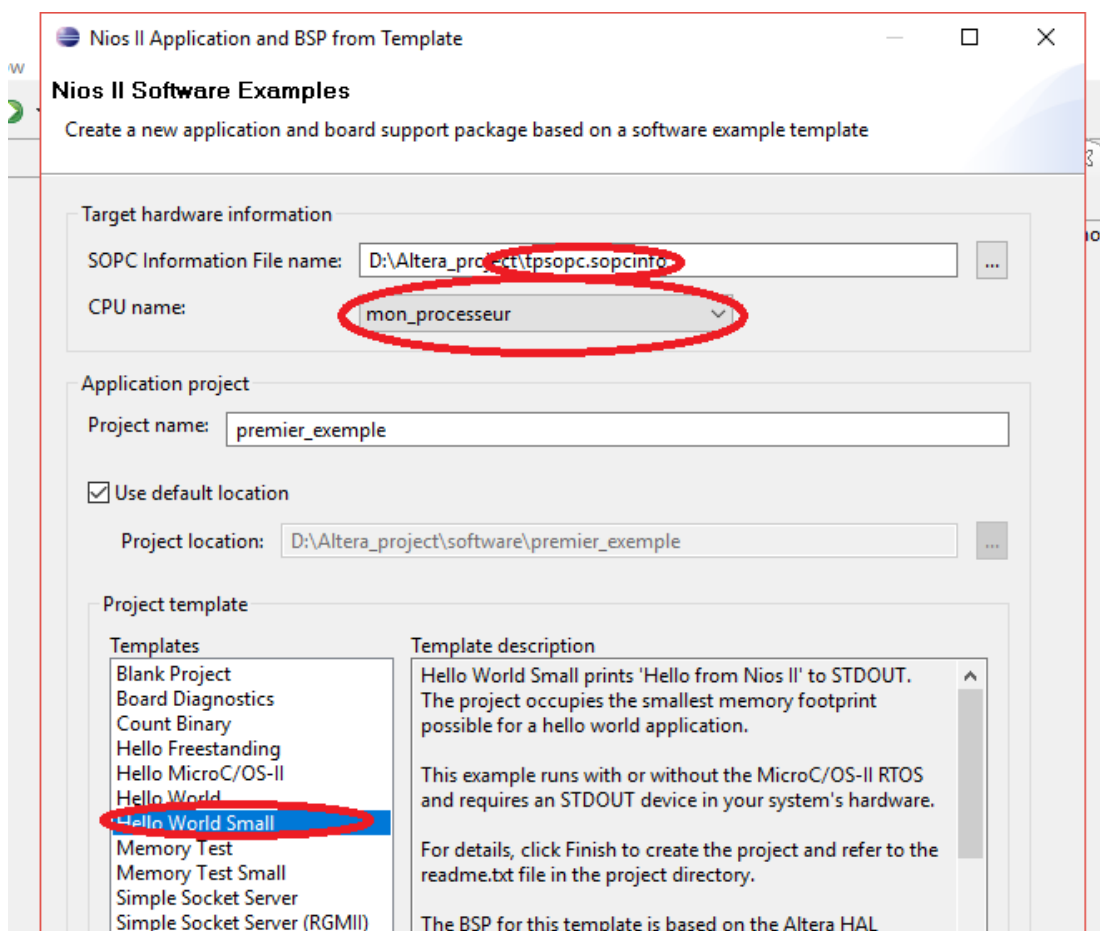 ow
Nios II Application and BSP from Template
Nios II Software Examples
Create a new application and board support package based on a software example template
Target hardware information
SOPC Information File name: D:\Altera_project\tpsopc.sopcinfo ...
CPU name: mon_processeur
Application project
Project name: premier_exemple
Use default location
Project location: D:\Altera_project\software\premier_exemple ...
Project template
Templates
Blank Project
Board Diagnostics
Count Binary
Hello Freestanding
Hello MicroC/OS-II
Hello World
Hello World Small
Memory Test
Memory Test Small
Simple Socket Server
Simple Socket Server (RGMII)
Template description
Hello World Small prints 'Hello from Nios II' to STDOUT.
The project occupies the smallest memory footprint
possible for a hello world application.
This example runs with or without the MicroC/OS-II RTOS
and requires an STDOUT device in your system's hardware.
For details, click Finish to create the project and refer to the
readme.txt file in the project directory.
The BSP for this template is based on the Altera HAL